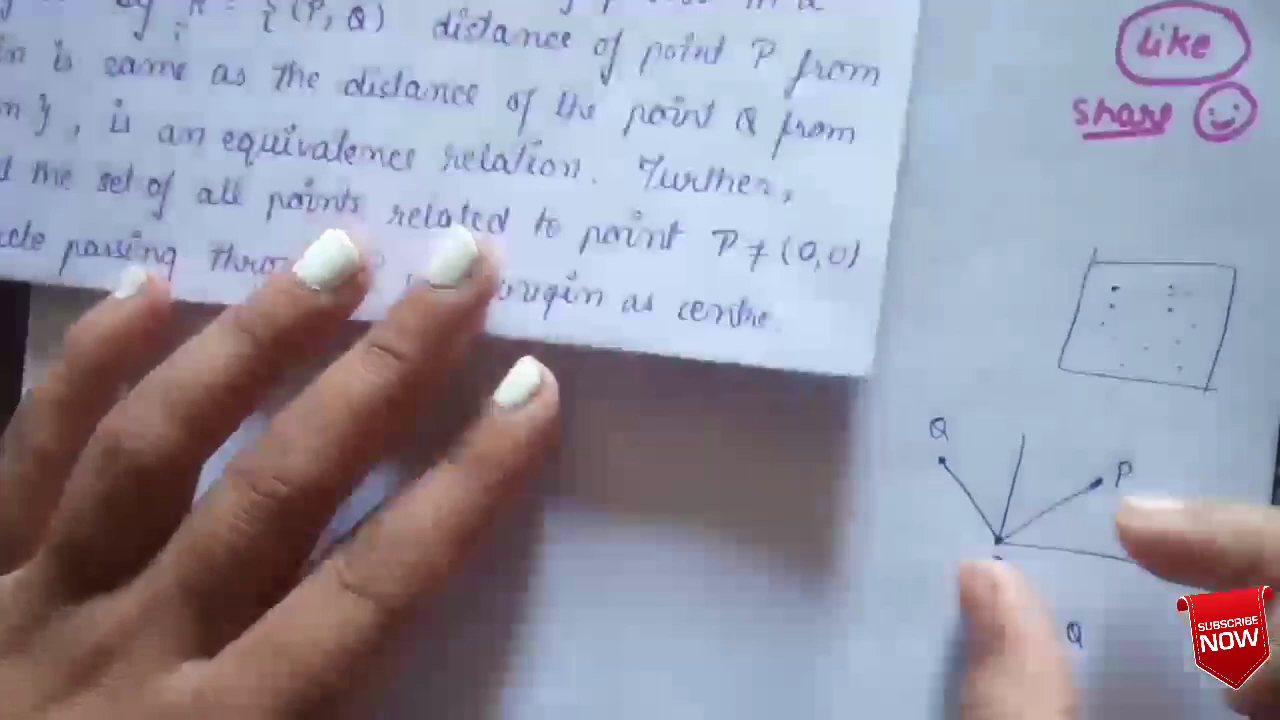 by R = {(P, Q) distance of point P from
is same as the distance of the point Q from
}, is an equivalence relation. Further,
the set of all points related to point P ≠ (0,0)
passing origin as centre.
Like
share
Q
P
Q
SUBSCRIBE
NOW